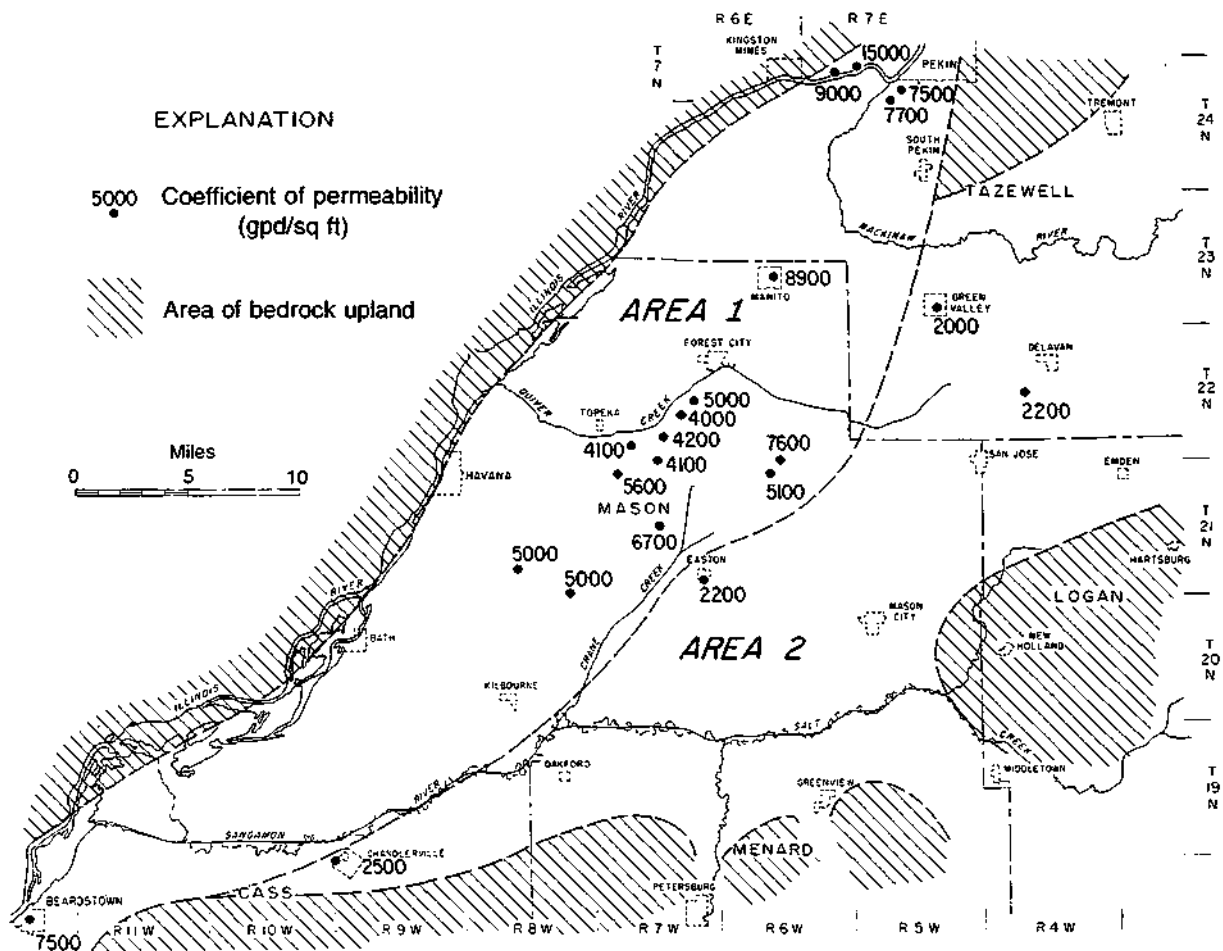 R 6 E
R 7 E
KINGSTON
MINES
T
7
N
15000
PEKIN
9000
7500
7700
T
24
N
TREMONT
EXPLANATION
SOUTH
PEKIN
5000
Coefficient of permeability
(gpd/sq ft)
TAZEWELL
RIVER
MACKINAW
RIVER
T
23
N
Area of bedrock upland
ILLINOIS
AREA 1
8900
MANITO
GREEN
VALLEY
2000
FOREST CITY
DELAVAN
T
22
N
QUIVER
CREEK
TOPEKA
5000
4000
2200
4200
7600
4100
4100
Miles
0
5
10
HAVANA
SAN JOSE
EMDEN
5600
5100
MASON
T
21
N
6700
HARTSBURG
5000
EASTON
RIVER
5000
CREEK
2200
LOGAN
MASON
CITY
BATH
CRANE
AREA 2
NEW
HOLLAND
T
20
N
ILLINOIS
KILBOURNE
SALT
CREEK
OAKFORD
MIDDLETOWN
RIVER
GREENVIEW
T
19
N
SANGAMON
CHANDLERVILLE
2500
MENARD
CASS
PETERSBURG
BEARDSTOWN
7500
R 11 W
R 10 W
R 9 W
R 8 W
R 7 W
R 6 W
R 5 W
R 4 W